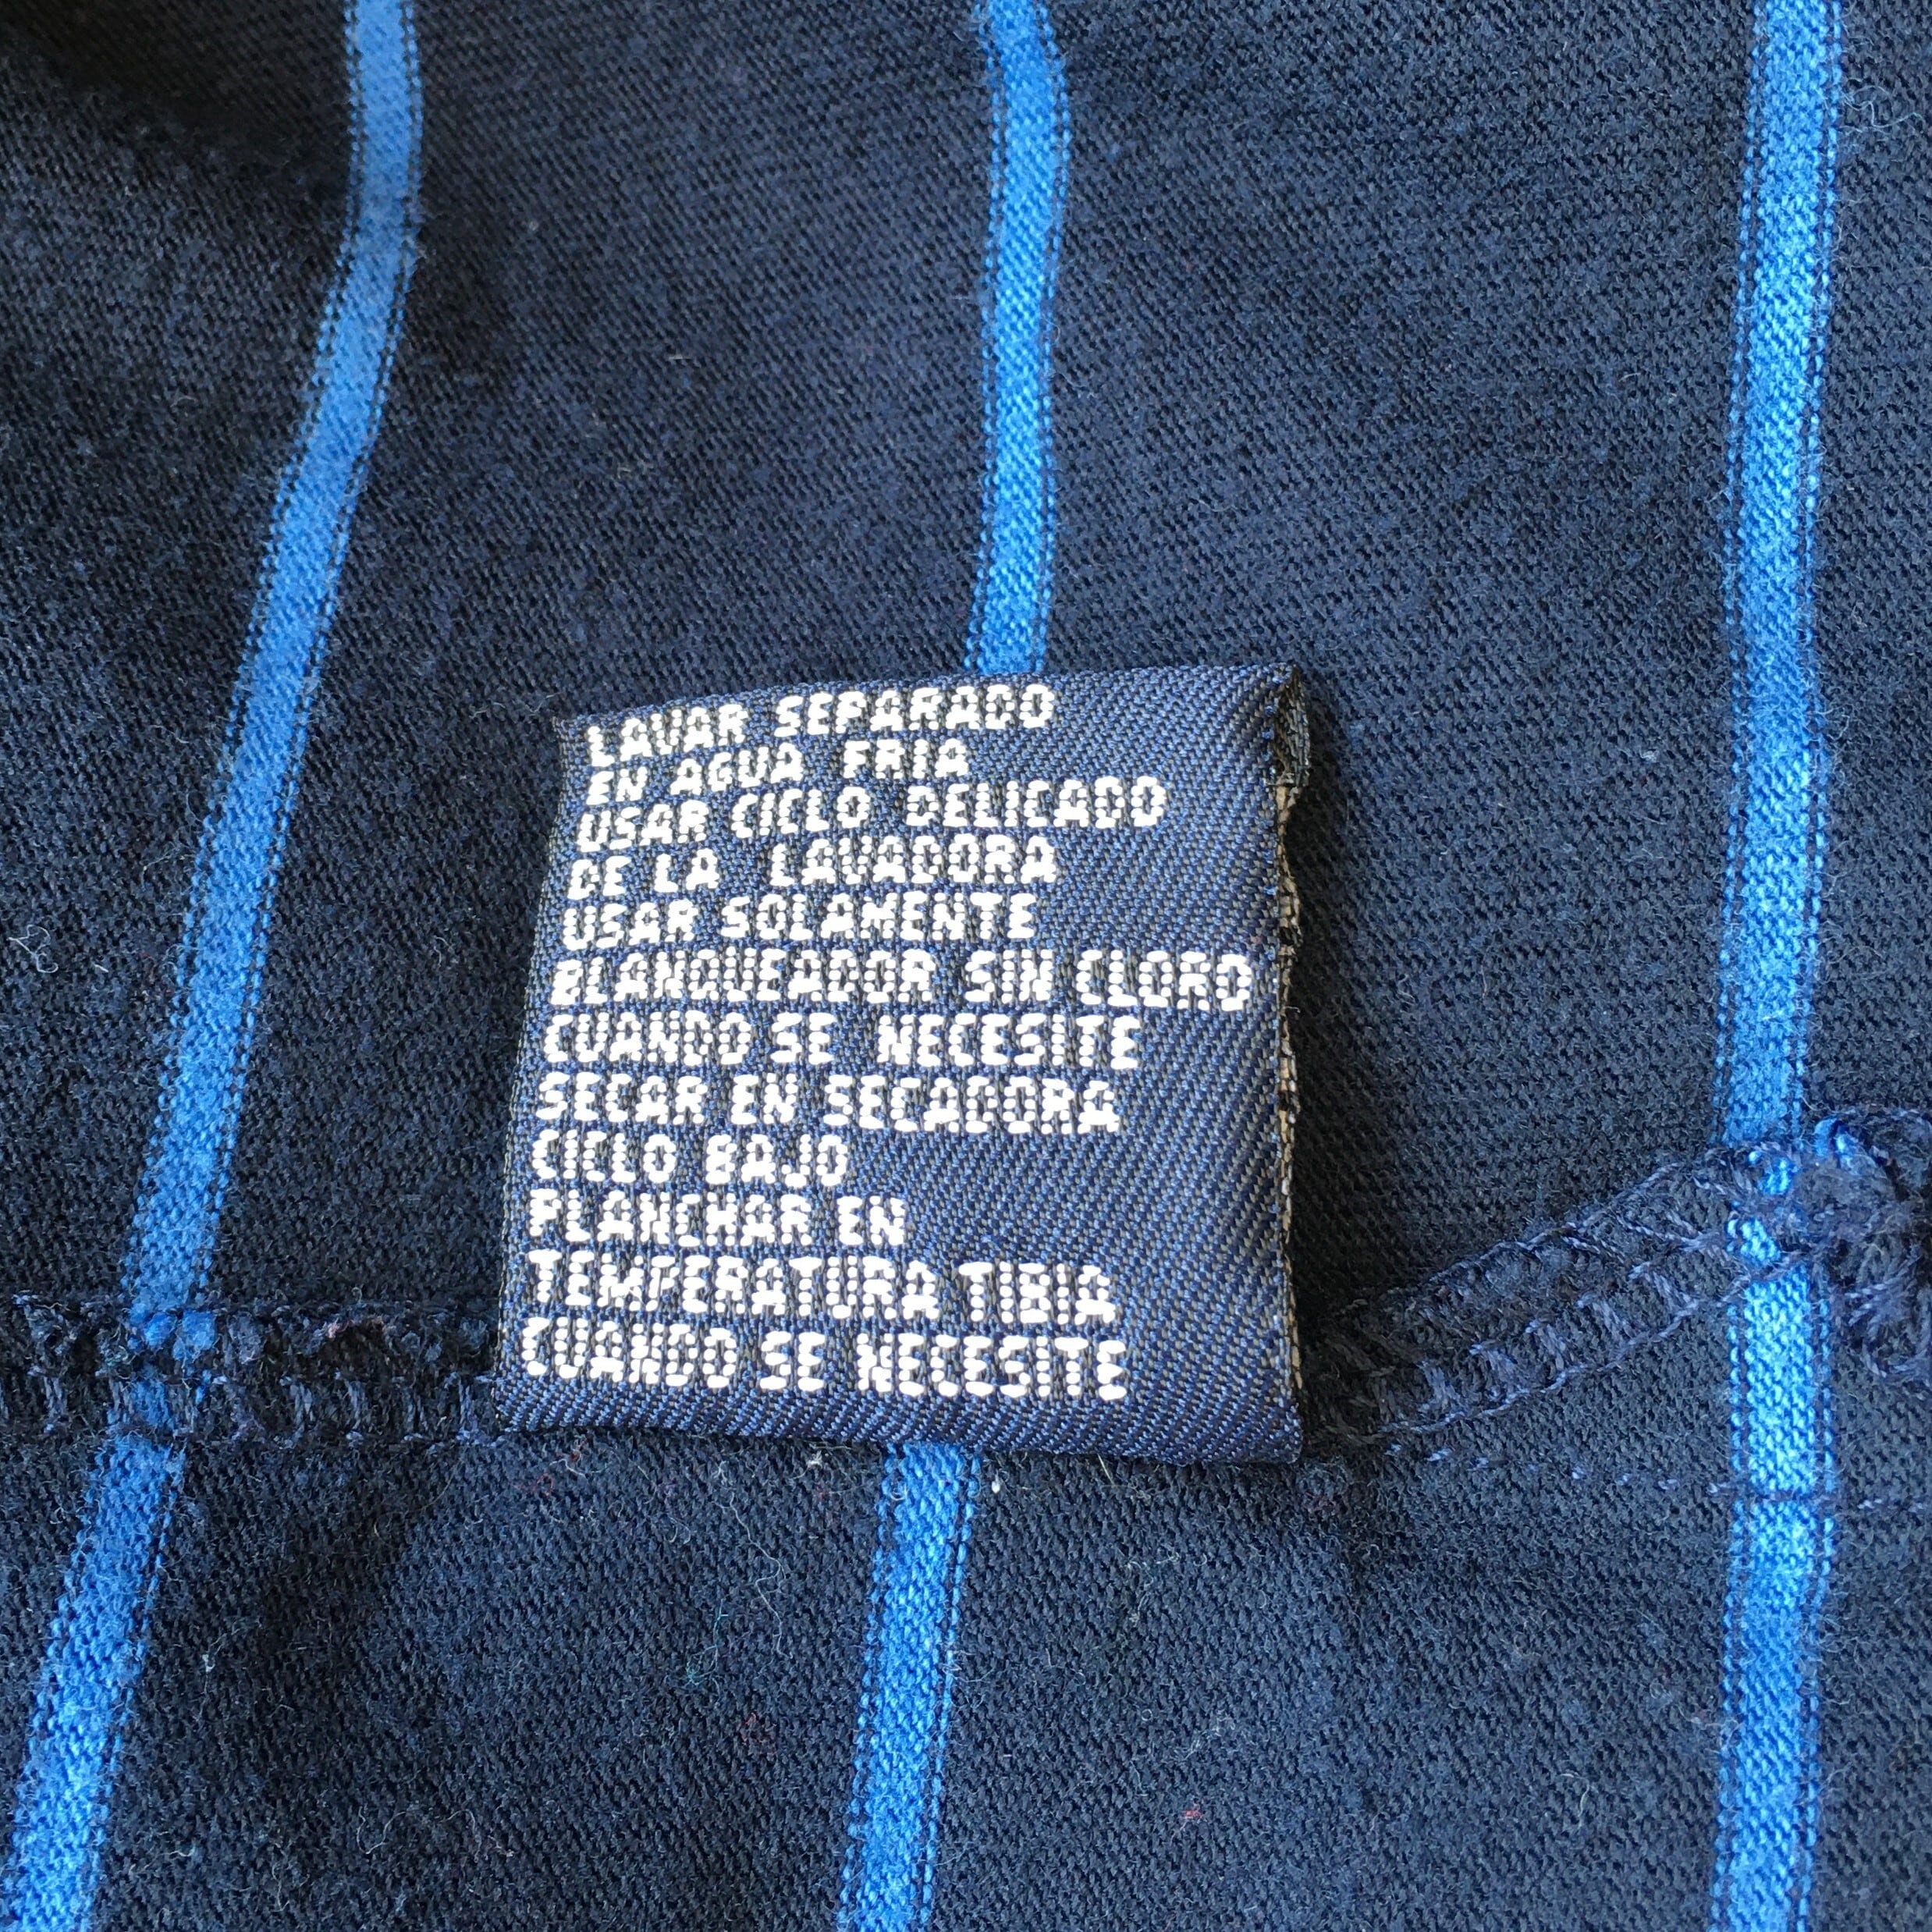 LAVAR SEPARADO
EN AGUA FRIA
USAR CICLO DELICADO
DE LA LAVADORA
USAR SOLAMENTE
BLANQUEADOR SIN CLORO
CUANDO SE NECESITE
SECAR EN SECADORA
CICLO BAJO
PLANCHAR EN
TEMPERATURA TIBIA
CUANDO SE NECESITE